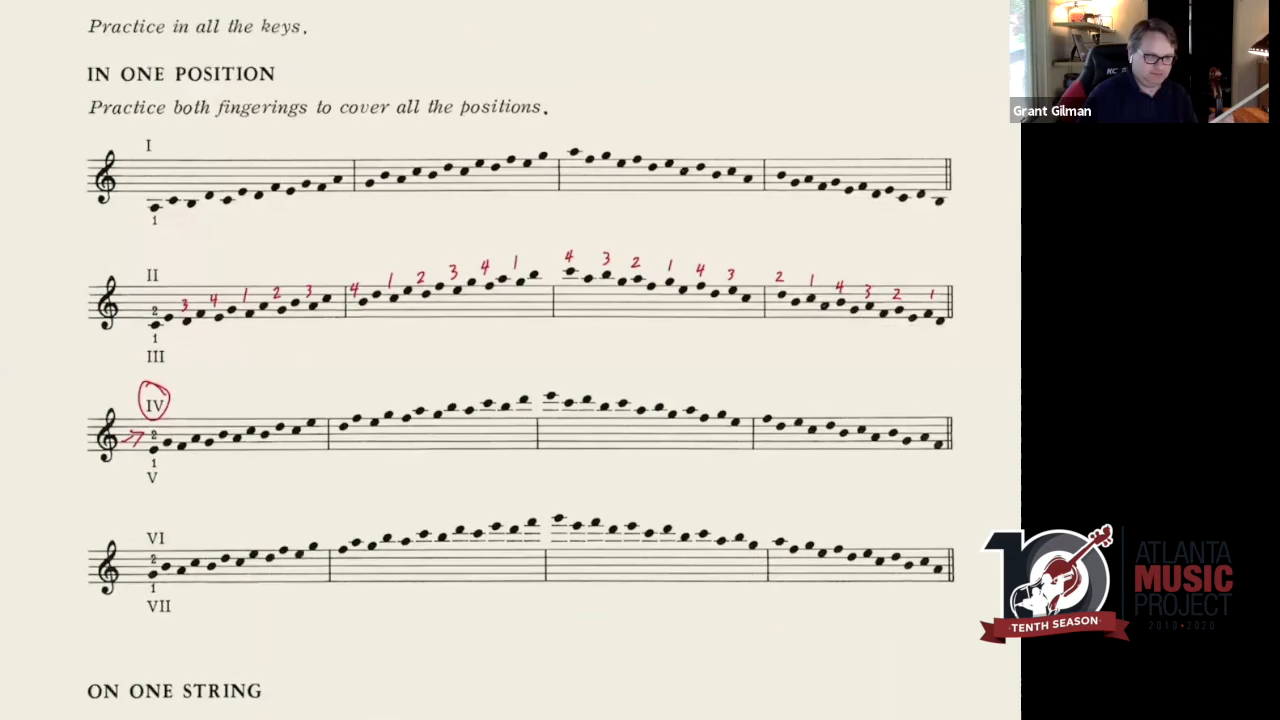 Practice in all the keys.
IN ONE POSITION
Practice both fingerings to cover all the positions.
I
1
II
4 3 2 1 4 3
3 4 1 2 3 4 1 2 3 4 1 2 1 4 3 2 1
2
1
III
IV
2
1
V
VI
2
1
VII
ON ONE STRING
KC
Grant Gilman
10
TENTH SEASON
ATLANTA
MUSIC
PROJECT
2010•2020